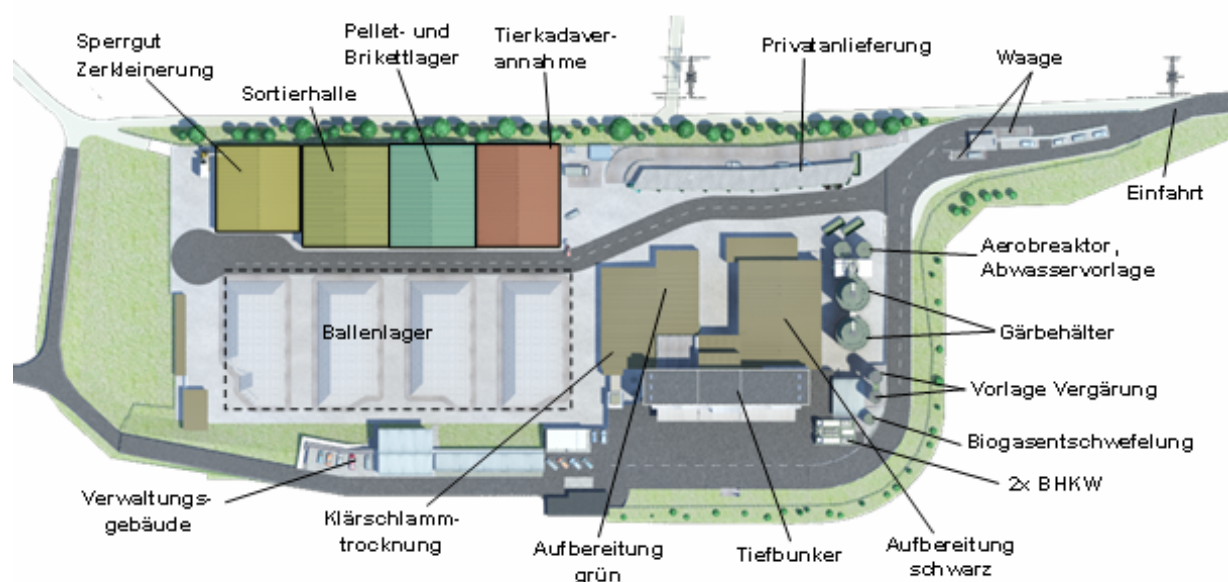 Sperrgut
Zerkleinerung
Sortierhalle
Pellet- und
Brikettlager
Tierkadaver-
annahme
Privatanlieferung
Waage
Einfahrt
Aerobreaktor,
Abwasservorlage
Gärbehälter
Ballenlager
Vorlage Vergärung
Biogasentschwefelung
2x BHKW
Verwaltungs-
gebäude
Klärschlamm-
trocknung
Aufbereitung
grün
Tiefbunker
Aufbereitung
schwarz